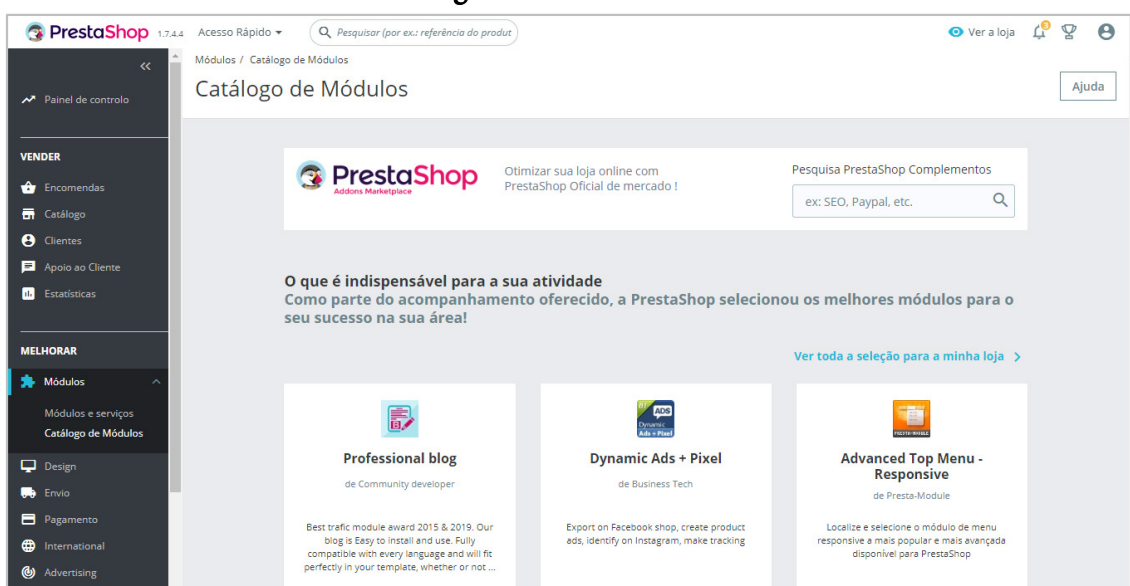 PrestaShop 1.7.4.4 Acesso Rápido Pesquisar (por ex.: referência do produt Ver a loja 3
Módulos / Catálogo de Módulos
Catálogo de Módulos
Ajuda
Painel de controlo
VENDER
Encomendas
Catálogo
Clientes
Apoio ao Cliente
Estatísticas
MELHORAR
Módulos
Módulos e serviços
Catálogo de Módulos
Design
Envio
Pagamento
International
Advertising
PrestaShop
Addons Marketplace
Otimizar sua loja online com
PrestaShop Oficial de mercado !
Pesquisa PrestaShop Complementos
ex: SEO, Paypal, etc.
O que é indispensável para a sua atividade
Como parte do acompanhamento oferecido, a PrestaShop selecionou os melhores módulos para o
seu sucesso na sua área!
Ver toda a seleção para a minha loja
Professional blog
de Community developer
Best trafic module award 2015 & 2019. Our
blog is Easy to install and use. Fully
compatible with every language and will fit
perfectly in your template, whether or not ...
BT
ADS
Dynamic
Ads + Pixel
Dynamic Ads + Pixel
de Business Tech
Export on Facebook shop, create product
ads, identify on Instagram, make tracking
PRESTA-MODULE
Advanced Top Menu -
Responsive
de Presta-Module
Localize e selecione o módulo de menu
responsive a mais popular e mais avançada
disponível para PrestaShop